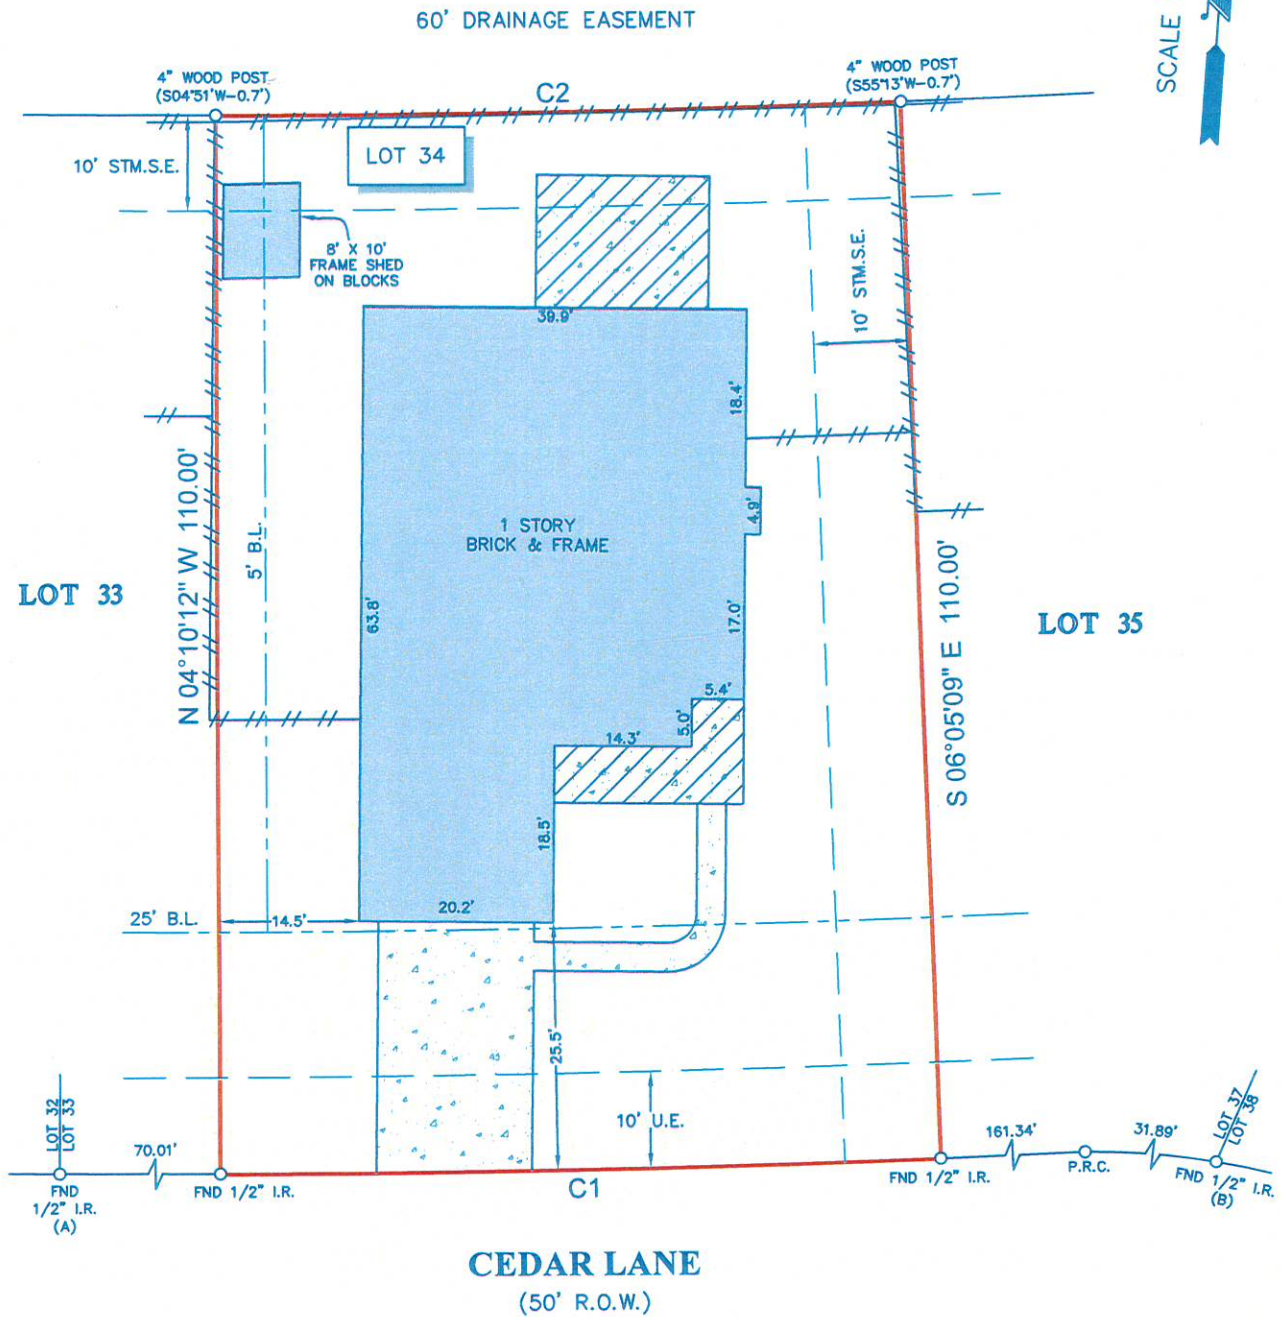 60' DRAINAGE EASEMENT
SCALE
4" WOOD POST
(S04°51'W-0.7')
C2
4" WOOD POST
(S55°13'W-0.7')
10' STM.S.E.
LOT 34
8' X 10'
FRAME SHED
ON BLOCKS
10' STM.S.E.
39.9'
18.4'
4.9'
1 STORY
BRICK & FRAME
N 04°10'12" W 110.00'
5' B.L.
LOT 33
63.8'
17.0'
S 06°05'09" E 110.00'
LOT 35
5.4'
5.0'
14.3'
18.5'
20.2'
25' B.L.
14.5'
25.5'
10' U.E.
LOT 32
LOT 33
70.01'
161.34'
31.89'
LOT 37
LOT 38
P.R.C.
FND
1/2" I.R.
(A)
FND 1/2" I.R.
C1
FND 1/2" I.R.
FND 1/2" I.R.
(B)
CEDAR LANE
(50' R.O.W.)